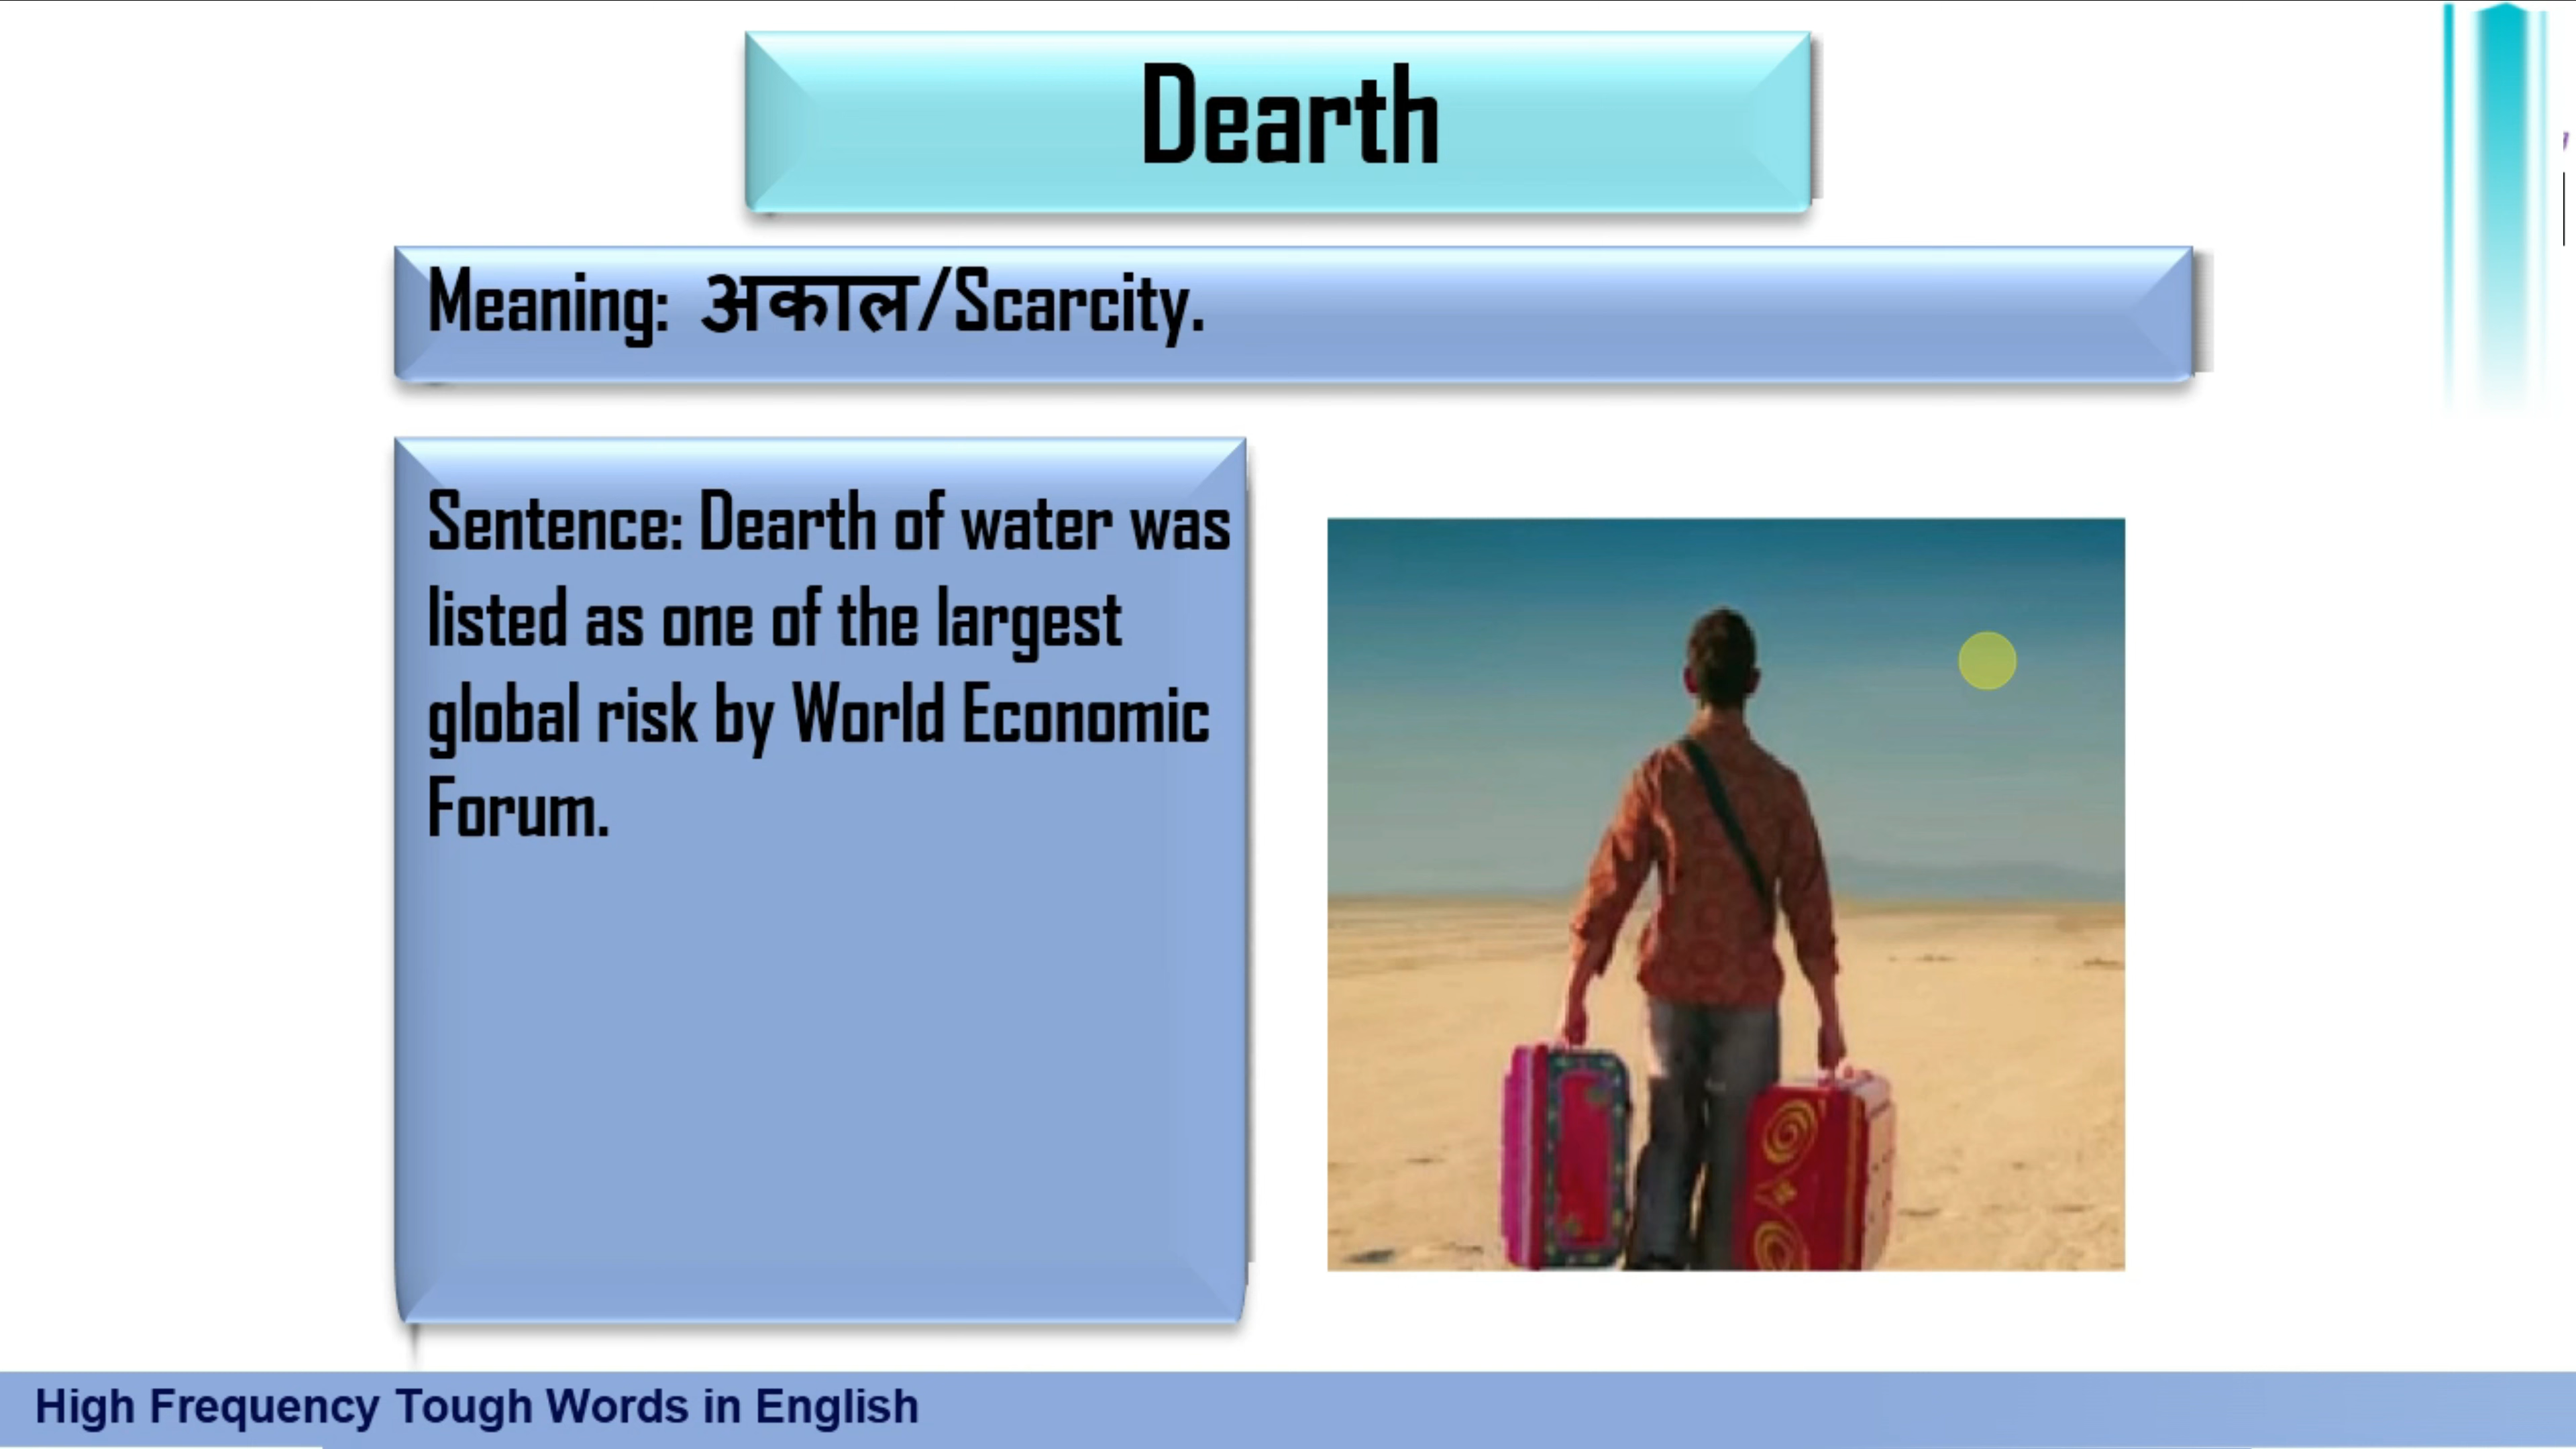 Dearth
Meaning: अकाल/Scarcity.
Sentence: Dearth of water was
listed as one of the largest
global risk by World Economic
Forum.
High Frequency Tough Words in English